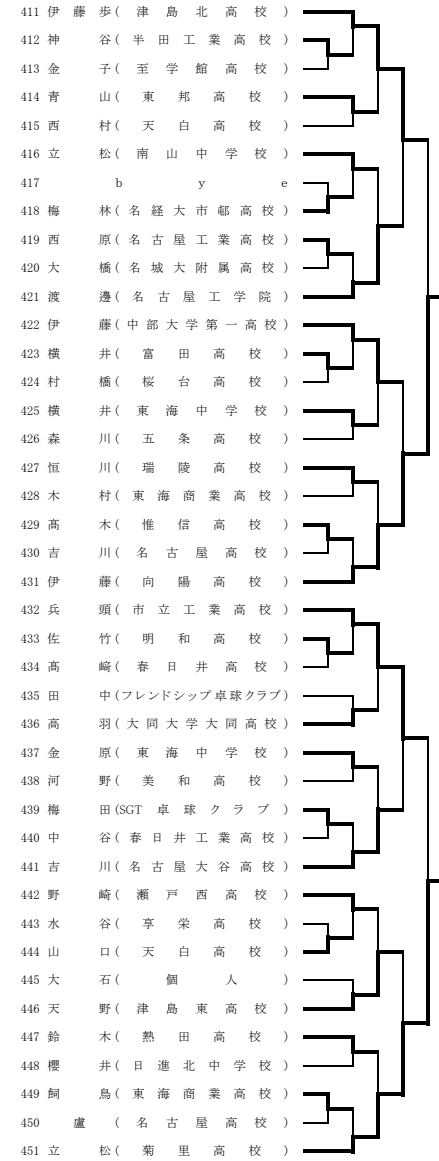 411 伊藤歩(津島北高校)
412 神谷(半田工業高校)
413 金子(至学館高校)
414 青山(東邦高校)
415 西村(天白高校)
416 立松(南山中学校)
417 bye
418 梅林(名経大市邨高校)
419 西原(名古屋工業高校)
420 大橋(名城大附属高校)
421 渡邊(名古屋工学院)
422 伊藤(中部大学第一高校)
423 横井(富田高校)
424 村橋(桜台高校)
425 横井(東海中学校)
426 森川(五条高校)
427 恒川(瑞陵高校)
428 木村(東海商業高校)
429 髙木(惟信高校)
430 吉川(名古屋高校)
431 伊藤(向陽高校)
432 兵頭(市立工業高校)
433 佐竹(明和高校)
434 髙﨑(春日井高校)
435 田中(フレンドシップ卓球クラブ)
436 高羽(大同大学大同高校)
437 金原(東海中学校)
438 河野(美和高校)
439 梅田(SGT卓球クラブ)
440 中谷(春日井工業高校)
441 吉川(名古屋大谷高校)
442 野崎(瀬戸西高校)
443 水谷(享栄高校)
444 山口(天白高校)
445 大石(個人)
446 天野(津島東高校)
447 鈴木(熱田高校)
448 櫻井(日進北中学校)
449 飼鳥(東海商業高校)
450 盧(名古屋高校)
451 立松(菊里高校)